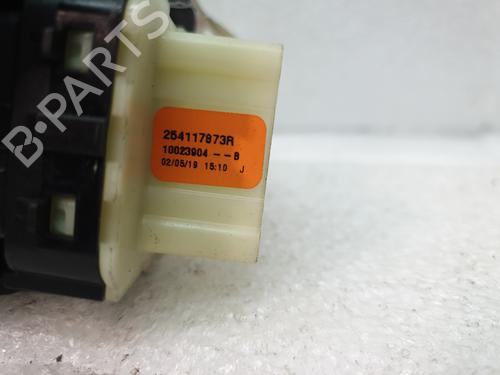 254117873R
10023904 -- B
02/05/19 15:10 J
B-PARTS